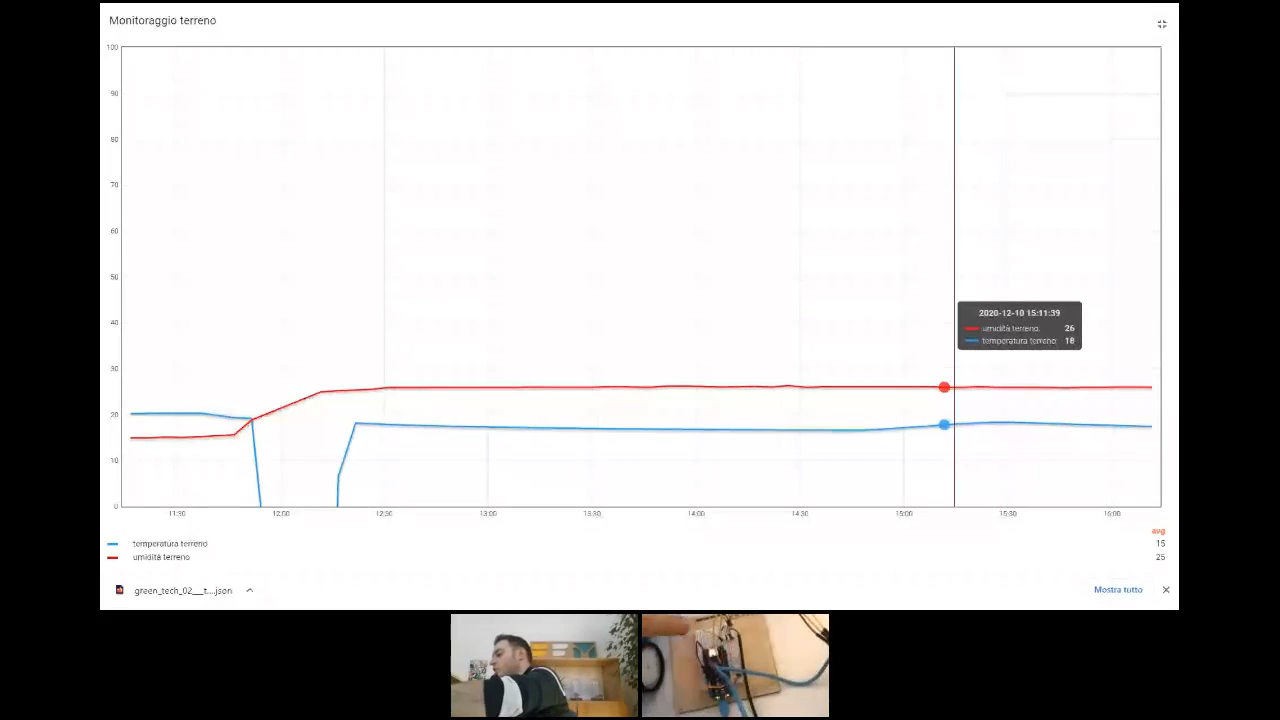 Monitoraggio terreno
100
90
80
70
60
50
40
30
20
10
0
2020-12-10 15:11:39
umidità terreno: 26
temperatura terreno: 18
11:30 12:00 12:30 13:00 13:30 14:00 14:30 15:00 15:30 16:00
avg
temperatura terreno 15
umidità terreno 25
green_tech_02__t....json Mostra tutto